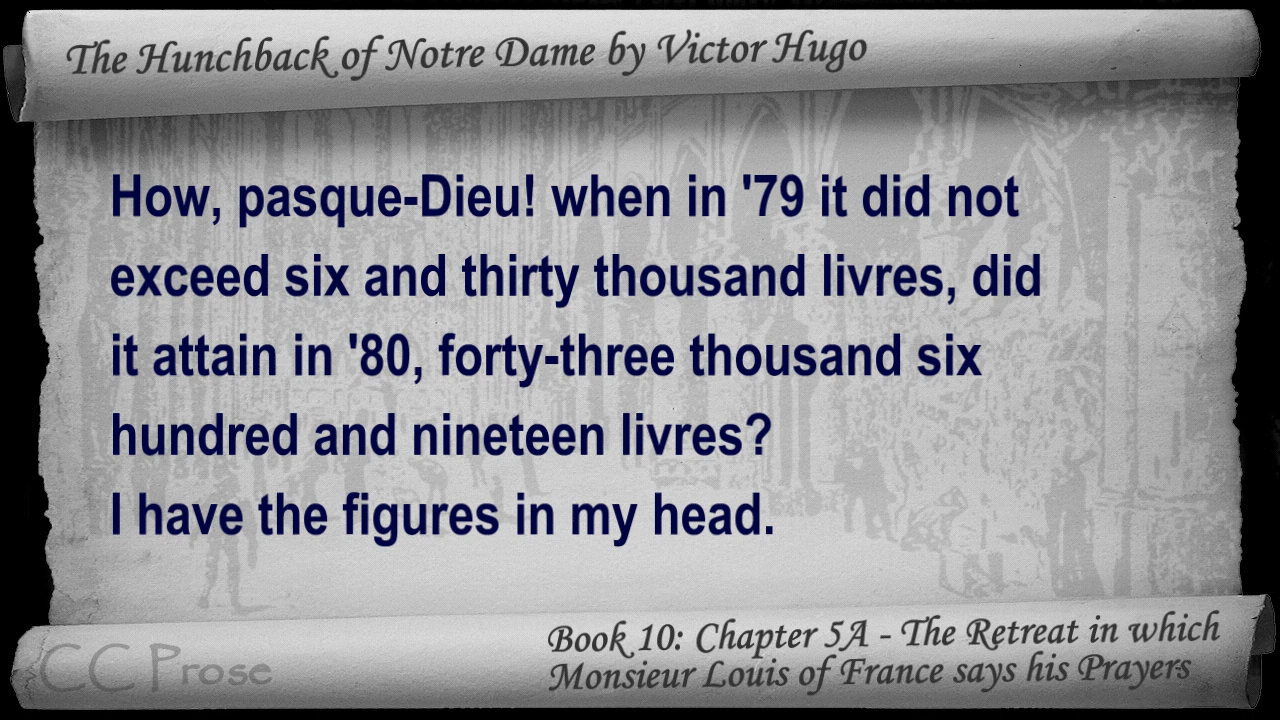 The Hunchback of Notre Dame by Victor Hugo
How, pasque-Dieu! when in '79 it did not
exceed six and thirty thousand livres, did
it attain in '80, forty-three thousand six
hundred and nineteen livres?
I have the figures in my head.
CC Prose
Book 10: Chapter 5A - The Retreat in which
Monsieur Louis of France says his Prayers